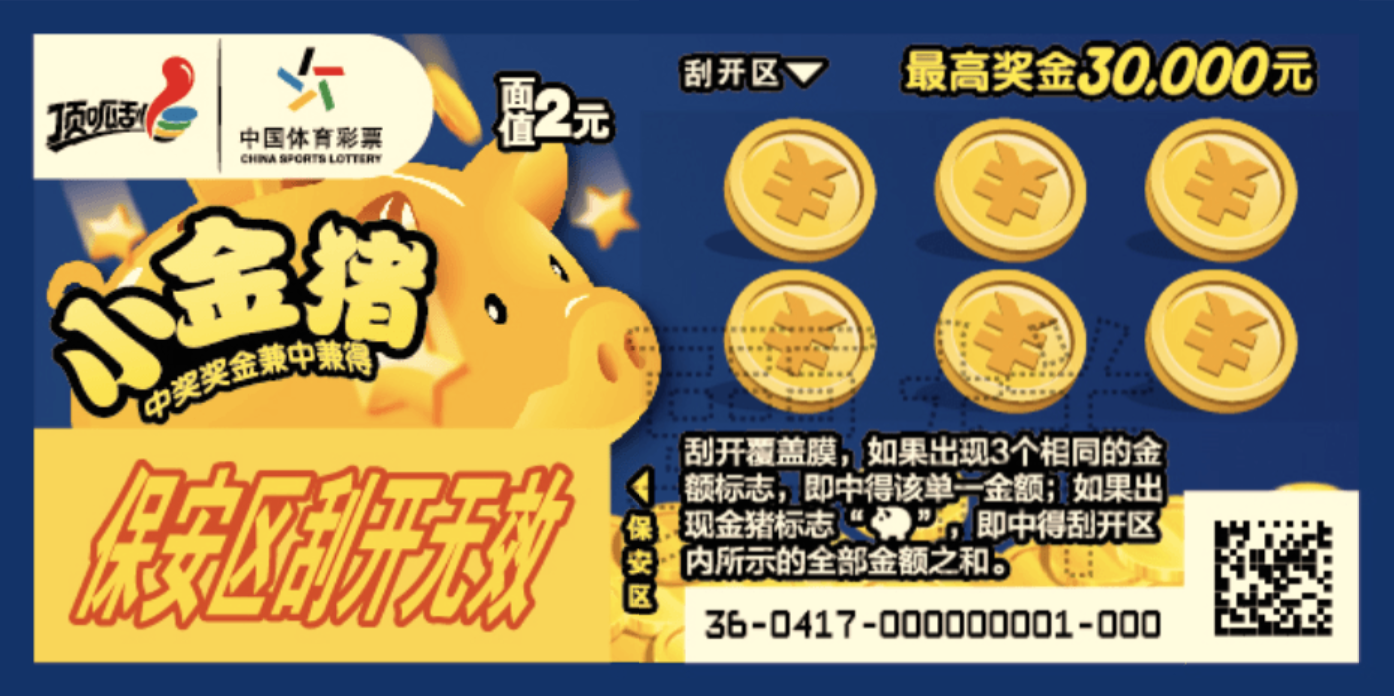 顶呱刮
中国体育彩票
CHINA SPORTS LOTTERY
面值2元
小金猪
中奖奖金兼中兼得
保安区刮开无效
刮开区
最高奖金30,000元
¥ ¥ ¥
¥ ¥ ¥
刮开覆盖膜，如果出现3个相同的金
额标志，即中得该单一金额；如果出
现金猪标志“ ”，即中得刮开区
内所示的全部金额之和。
保安区
36-0417-000000001-000